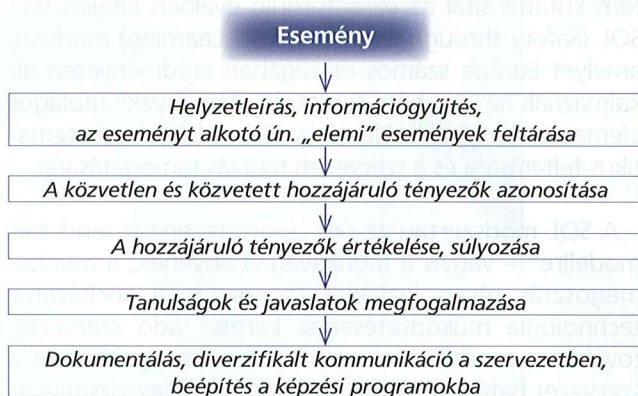 Esemény
Helyzetleírás, információgyűjtés,
az eseményt alkotó ún. „elemi” események feltárása
A közvetlen és közvetett hozzájáruló tényezők azonosítása
A hozzájáruló tényezők értékelése, súlyozása
Tanulságok és javaslatok megfogalmazása
Dokumentálás, diverzifikált kommunikáció a szervezetben,
beépítés a képzési programokba